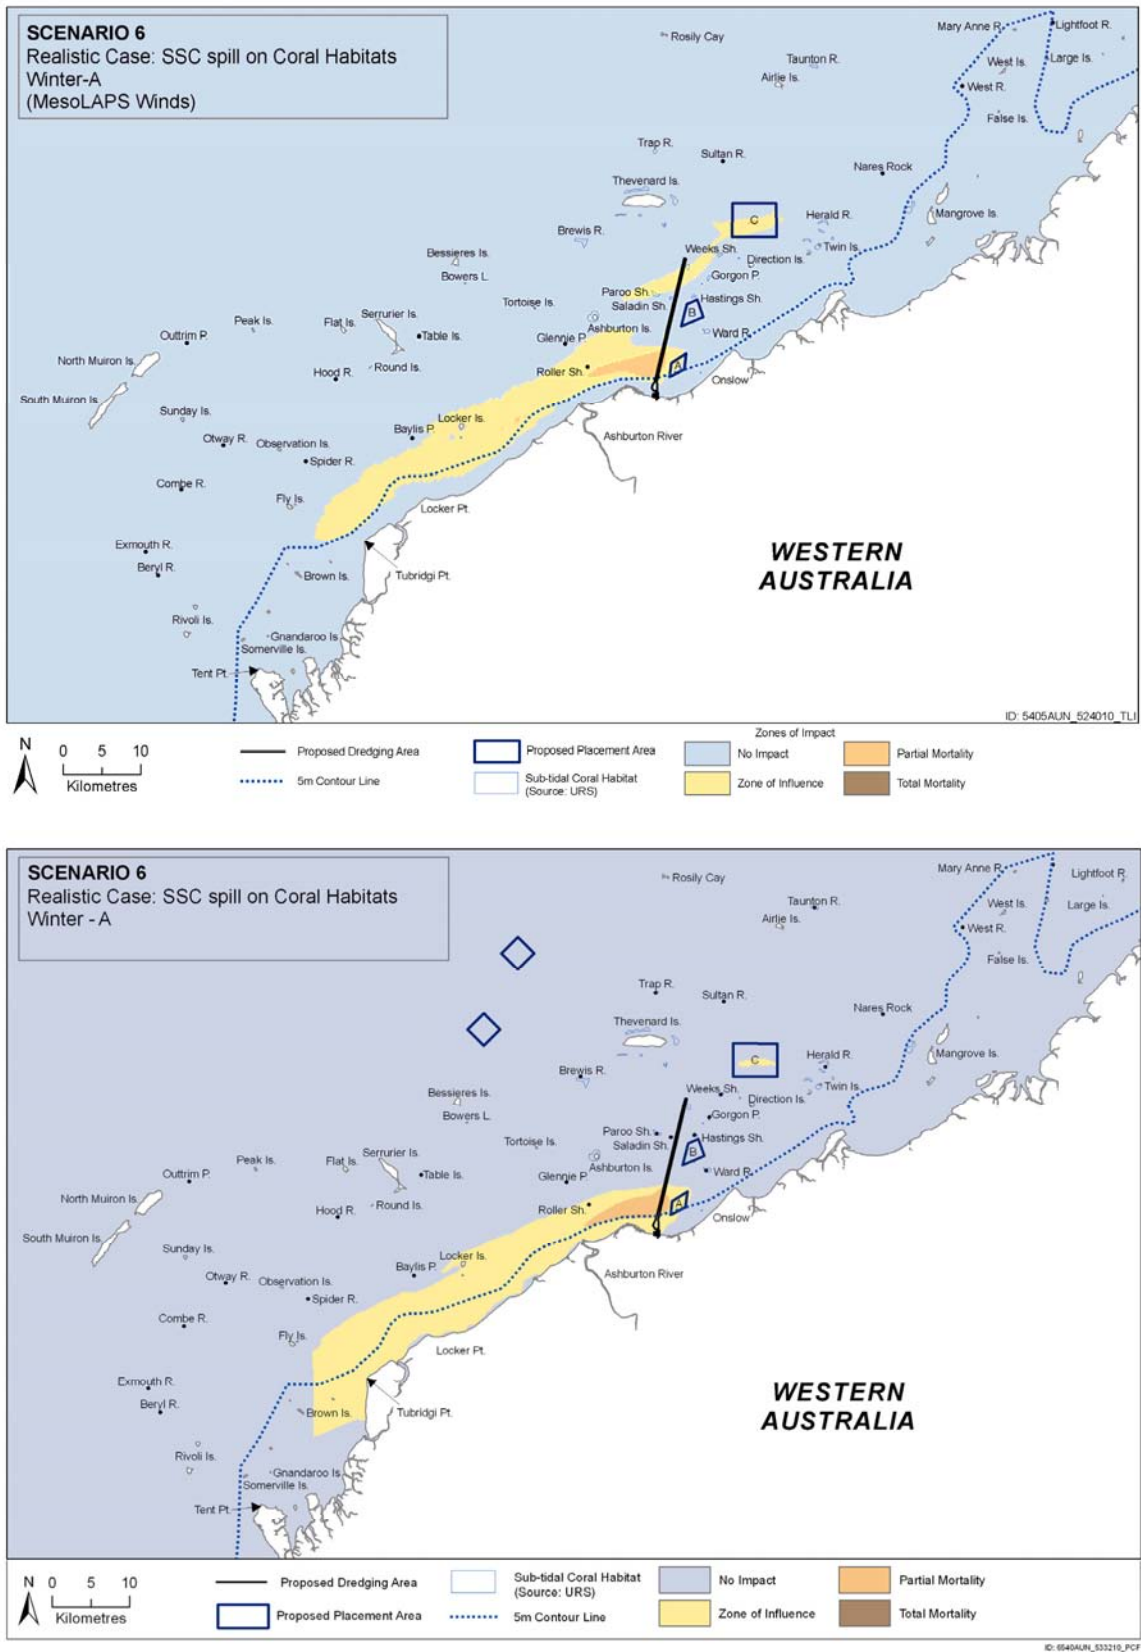 SCENARIO 6
Realistic Case: SSC spill on Coral Habitats
Winter-A
(MesoLAPS Winds)
Mary Anne R.
Lightfoot R.
Rosily Cay
Taunton R.
West Is.
Large Is.
Airlie Is.
West R.
False Is.
Trap R.
Sultan R.
Nares Rock
Thevenard Is.
C
Herald R.
Mangrove Is.
Brewis R.
Weeks Sh.
Twin Is.
Bessieres Is.
Direction Is.
Bowers L.
Gorgon P.
Paroo Sh.
Hastings Sh.
Tortoise Is.
Saladin Sh.
Serrurier Is.
B
Peak Is.
Flat Is.
Ashburton Is.
Outtrim P.
Table Is.
Glennie P.
Ward R.
North Muiron Is.
Round Is.
A
Hood R.
Roller Sh.
Onslow
South Muiron Is.
Sunday Is.
Locker Is.
Baylis P.
Otway R.
Observation Is.
Ashburton River
Spider R.
Combe R.
Fly Is.
Locker Pt.
Exmouth R.
WESTERN
AUSTRALIA
Beryl R.
Brown Is.
Tubridgi Pt.
Rivoli Is.
Gnandaroo Is.
Somerville Is.
Tent Pt.
ID: 5405AUN_524010_TLI
N
0 5 10
Kilometres
Proposed Dredging Area
5m Contour Line
Proposed Placement Area
Sub-tidal Coral Habitat
(Source: URS)
Zones of Impact
No Impact
Partial Mortality
Zone of Influence
Total Mortality
SCENARIO 6
Realistic Case: SSC spill on Coral Habitats
Winter - A
Mary Anne R.
Lightfoot R.
Rosily Cay
Taunton R.
West Is.
Large Is.
Airlie Is.
West R.
False Is.
Trap R.
Sultan R.
Nares Rock
Thevenard Is.
C
Herald R.
Mangrove Is.
Brewis R.
Weeks Sh.
Twin Is.
Bessieres Is.
Direction Is.
Bowers L.
Gorgon P.
Paroo Sh.
Hastings Sh.
Tortoise Is.
Saladin Sh.
Serrurier Is.
B
Peak Is.
Flat Is.
Ashburton Is.
Outtrim P.
Table Is.
Glennie P.
Ward R.
North Muiron Is.
Round Is.
A
Hood R.
Roller Sh.
Onslow
South Muiron Is.
Sunday Is.
Locker Is.
Baylis P.
Otway R.
Observation Is.
Ashburton River
Spider R.
Combe R.
Fly Is.
Locker Pt.
Exmouth R.
WESTERN
AUSTRALIA
Beryl R.
Brown Is.
Tubridgi Pt.
Rivoli Is.
Gnandaroo Is.
Somerville Is.
Tent Pt.
N
0 5 10
Kilometres
Proposed Dredging Area
Proposed Placement Area
Sub-tidal Coral Habitat
(Source: URS)
5m Contour Line
No Impact
Partial Mortality
Zone of Influence
Total Mortality
ID: 6540AUN_533210_PCF